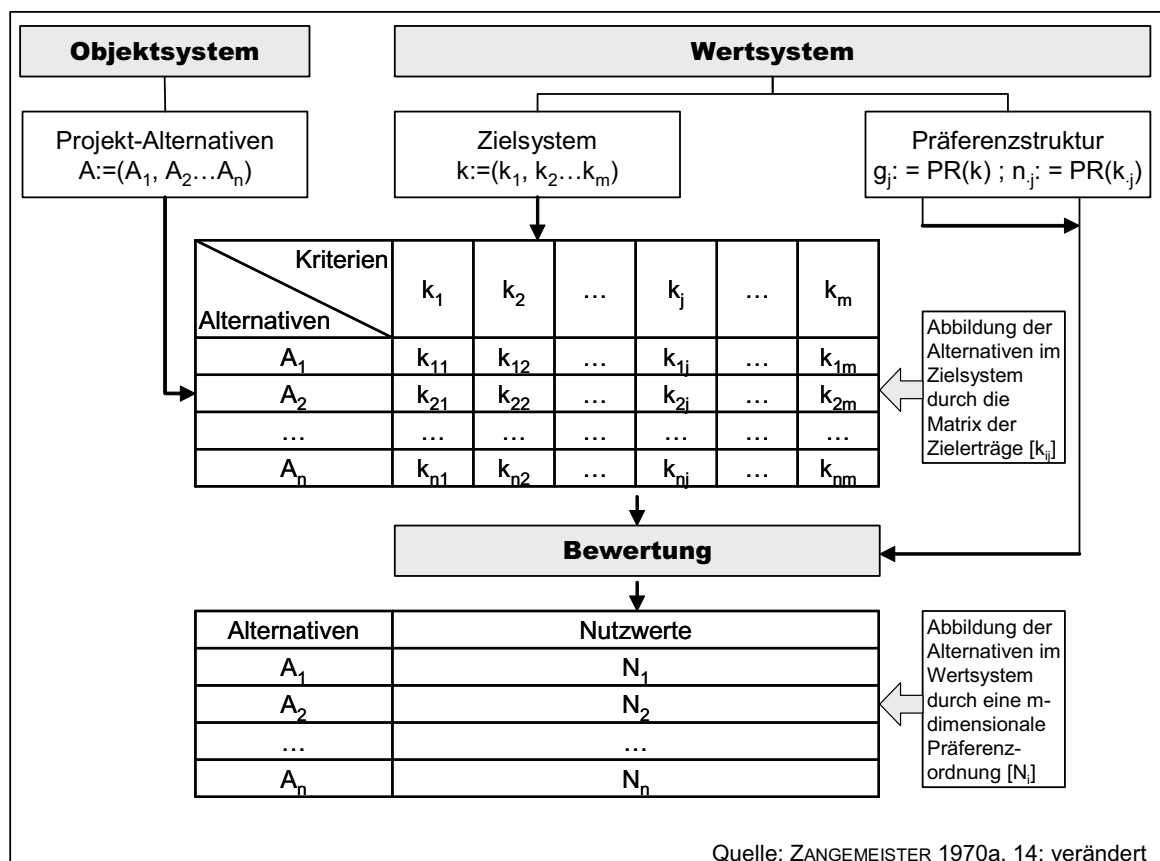 Objektsystem
Wertsystem
Projekt-Alternativen
A:=(A₁, A₂…Aₙ)
Zielsystem
k:=(k₁, k₂…kₘ)
Präferenzstruktur
gⱼ: = PR(k) ; n.ⱼ: = PR(k.ⱼ)
Kriterien
Alternativen
k₁ k₂ … kⱼ … kₘ
A₁ k₁₁ k₁₂ … k₁ⱼ … k₁ₘ
A₂ k₂₁ k₂₂ … k₂ⱼ … k₂ₘ
… … … … … … …
Aₙ kₙ₁ kₙ₂ … kₙⱼ … kₙₘ
Abbildung der
Alternativen im
Zielsystem
durch die
Matrix der
Zielerträge [kᵢⱼ]
Bewertung
Alternativen Nutzwerte
A₁ N₁
A₂ N₂
… …
Aₙ Nₙ
Abbildung der
Alternativen im
Wertsystem
durch eine m-
dimensionale
Präferenz-
ordnung [Nᵢ]
Quelle: ZANGEMEISTER 1970a, 14; verändert